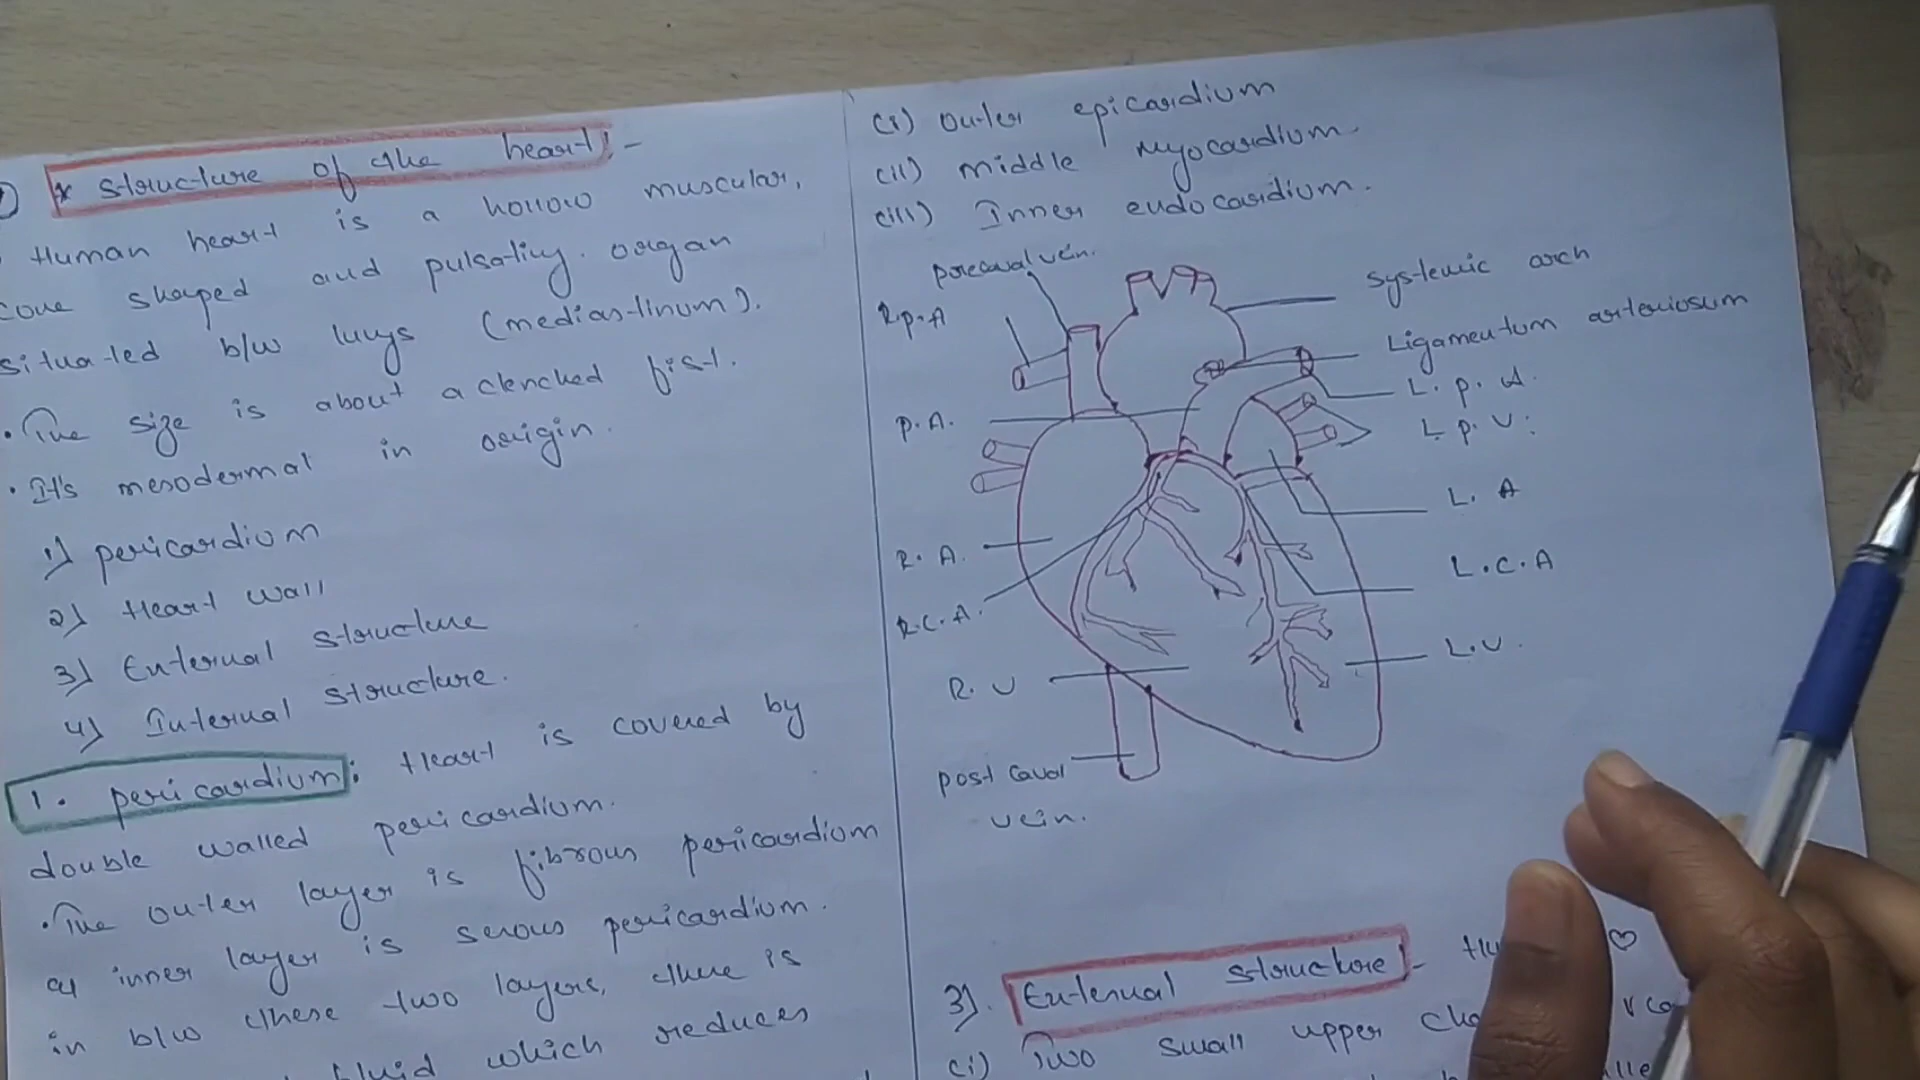 * Structure of the heart :-
Human heart is a hollow muscular,
cone shaped and pulsating organ
situated b/w lungs (mediastinum).
• The size is about a clenched fist.
• It's mesodermal in origin.
1) pericardium
2) Heart wall
3) External structure
4) Internal structure.
1. pericardium : Heart is covered by
double walled pericardium.
• The outer layer is fibrous pericardium
inner layer is serous pericardium.
in b/w these two layers, there is
fluid which reduces
(i) outer epicardium
(ii) middle myocardium
(iii) Inner endocardium.
precaval vein.
R.P.A
systemic arch
Ligamentum arteriosum
L. p. A.
P.A.
L. p. V.
L. A
R. A.
L.C.A
R.C.A.
L.V.
R. V
post caval
vein.
3). External structure -
(i) Two small upper